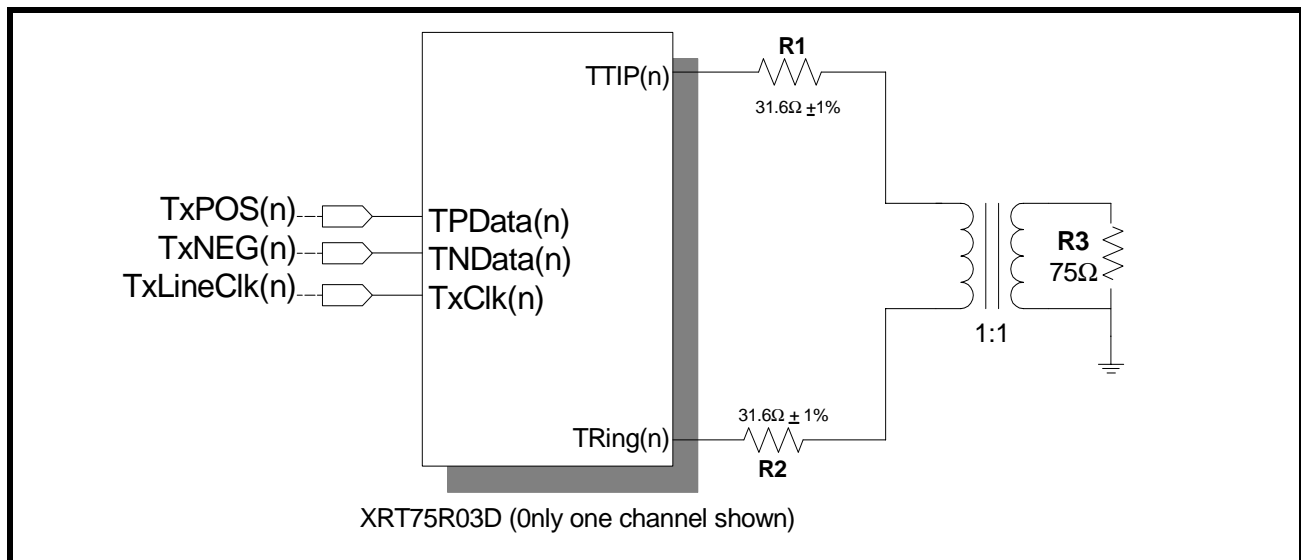 R1
TTIP(n)
31.6Ω ±1%
TxPOS(n)
TPData(n)
TxNEG(n)
TNData(n)
TxLineClk(n)
TxClk(n)
R3
75Ω
1:1
31.6Ω ± 1%
TRing(n)
R2
XRT75R03D (0nly one channel shown)